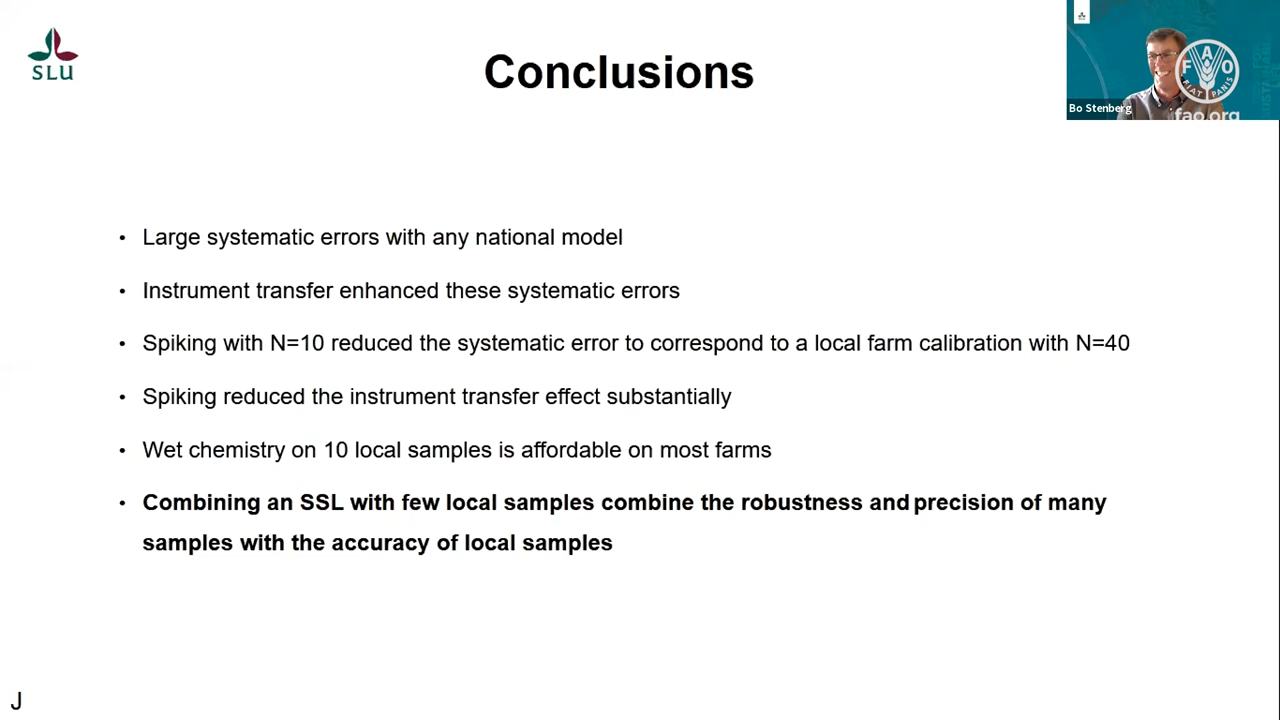 SLU
Conclusions
Bo Stenberg
FAO
FIAT PANIS
fao.org
• Large systematic errors with any national model
• Instrument transfer enhanced these systematic errors
• Spiking with N=10 reduced the systematic error to correspond to a local farm calibration with N=40
• Spiking reduced the instrument transfer effect substantially
• Wet chemistry on 10 local samples is affordable on most farms
• Combining an SSL with few local samples combine the robustness and precision of many
samples with the accuracy of local samples
J